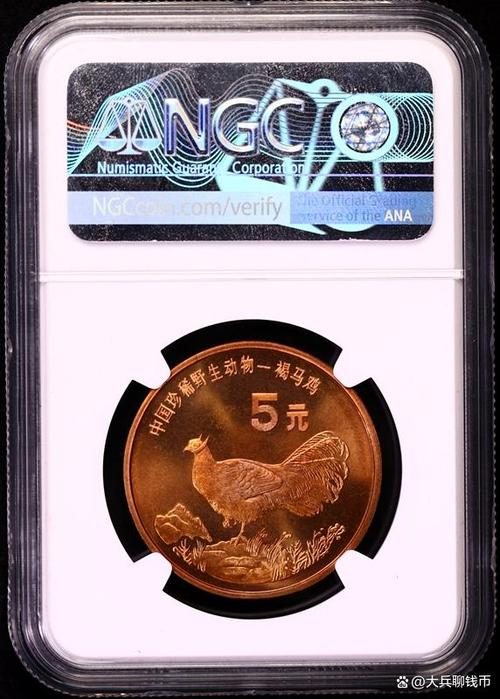 NGC
Numismatic Guaranty Corporation
NGCcoin.com/verify
The Official Grading
Service of the ANA
中国珍稀野生动物—褐马鸡
5元
@大兵聊钱币